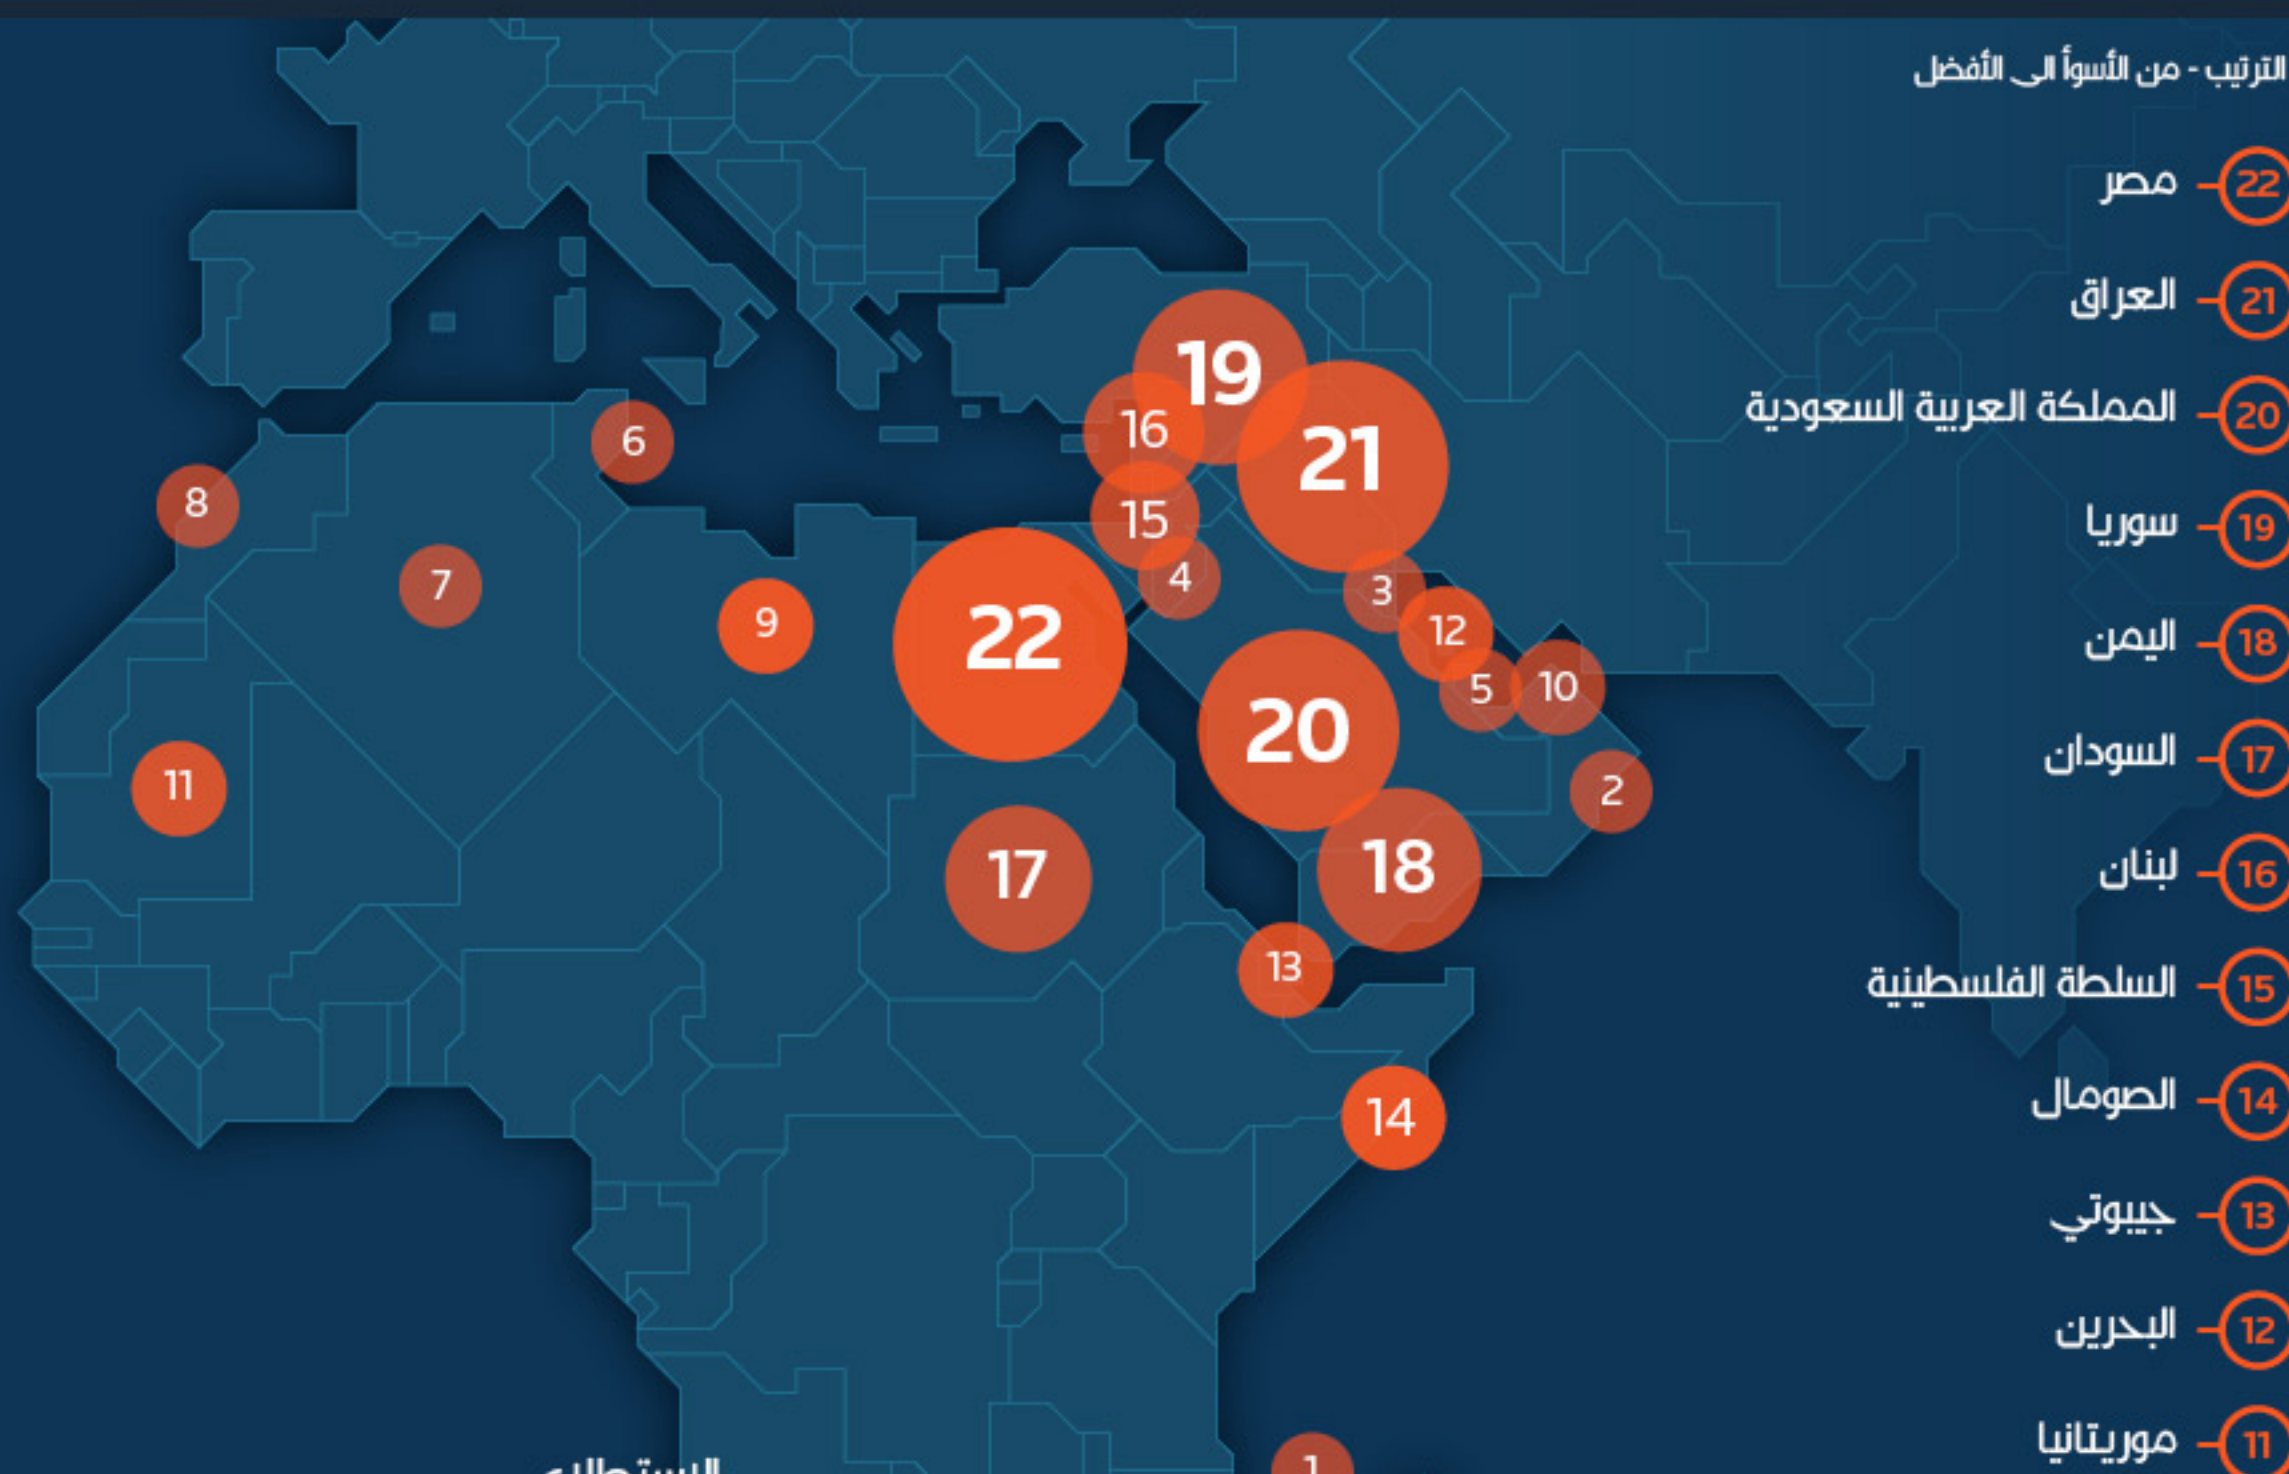 الترتيب - من الأسوأ الى الأفضل
22 مصر
21 العراق
20 المملكة العربية السعودية
19 سوريا
18 اليمن
17 السودان
16 لبنان
15 السلطة الفلسطينية
14 الصومال
13 جيبوتي
12 البحرين
11 موريتانيا
19
16
21
6
8
15
4
3
7
9
22
12
5
10
20
11
2
17
18
13
14
1